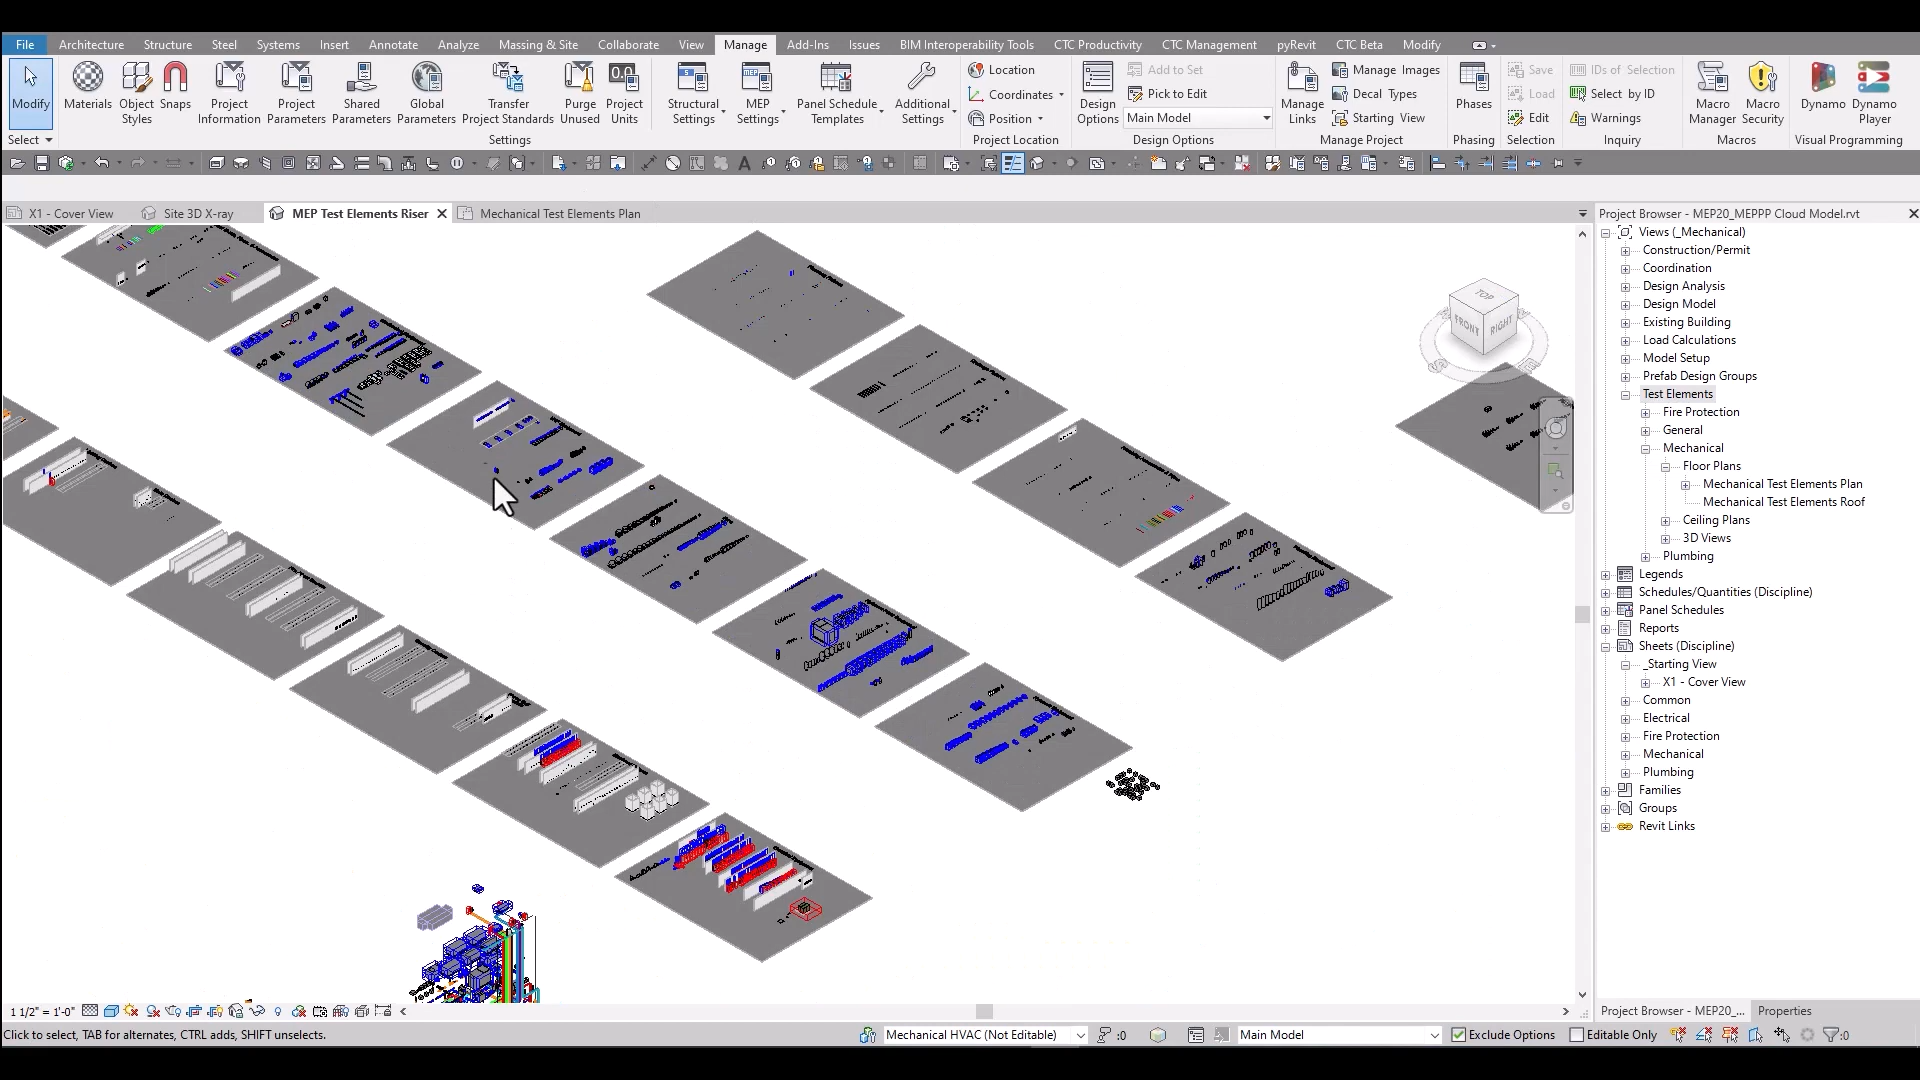 File Architecture Structure Steel Systems Insert Annotate Analyze Massing & Site Collaborate View Manage Add-Ins Issues BIM Interoperability Tools CTC Productivity CTC Management pyRevit CTC Beta Modify
Modify
Materials
Object Styles
Snaps
Project Information
Project Parameters
Shared Parameters
Global Parameters
Transfer Project Standards
Purge Unused
Project Units
0.0
Structural Settings
MEP Settings
MEP
Panel Schedule Templates
Additional Settings
Location
Coordinates
Position
Design Options
Add to Set
Pick to Edit
Main Model
Manage Links
Manage Images
Decal Types
Starting View
Phases
Save
Load
Edit
IDs of Selection
Select by ID
Warnings
Macro Manager
Macro Security
Dynamo
Dynamo Player
Select Settings Project Location Design Options Manage Project Phasing Selection Inquiry Macros Visual Programming
X1 - Cover View Site 3D X-ray MEP Test Elements Riser Mechanical Test Elements Plan
TOP
FRONT
RIGHT
S
E
Project Browser - MEP20_MEPPP Cloud Model.rvt
Views (_Mechanical)
Construction/Permit
Coordination
Design Analysis
Design Model
Existing Building
Load Calculations
Model Setup
Prefab Design Groups
Test Elements
Fire Protection
General
Mechanical
Floor Plans
Mechanical Test Elements Plan
Mechanical Test Elements Roof
Ceiling Plans
3D Views
Plumbing
Legends
Schedules/Quantities (Discipline)
Panel Schedules
Reports
Sheets (Discipline)
_Starting View
X1 - Cover View
Common
Electrical
Fire Protection
Mechanical
Plumbing
Families
Groups
Revit Links
1 1/2" = 1'-0"
Project Browser - MEP20_... Properties
Click to select, TAB for alternates, CTRL adds, SHIFT unselects.
Mechanical HVAC (Not Editable) :0 Main Model Exclude Options Editable Only :0